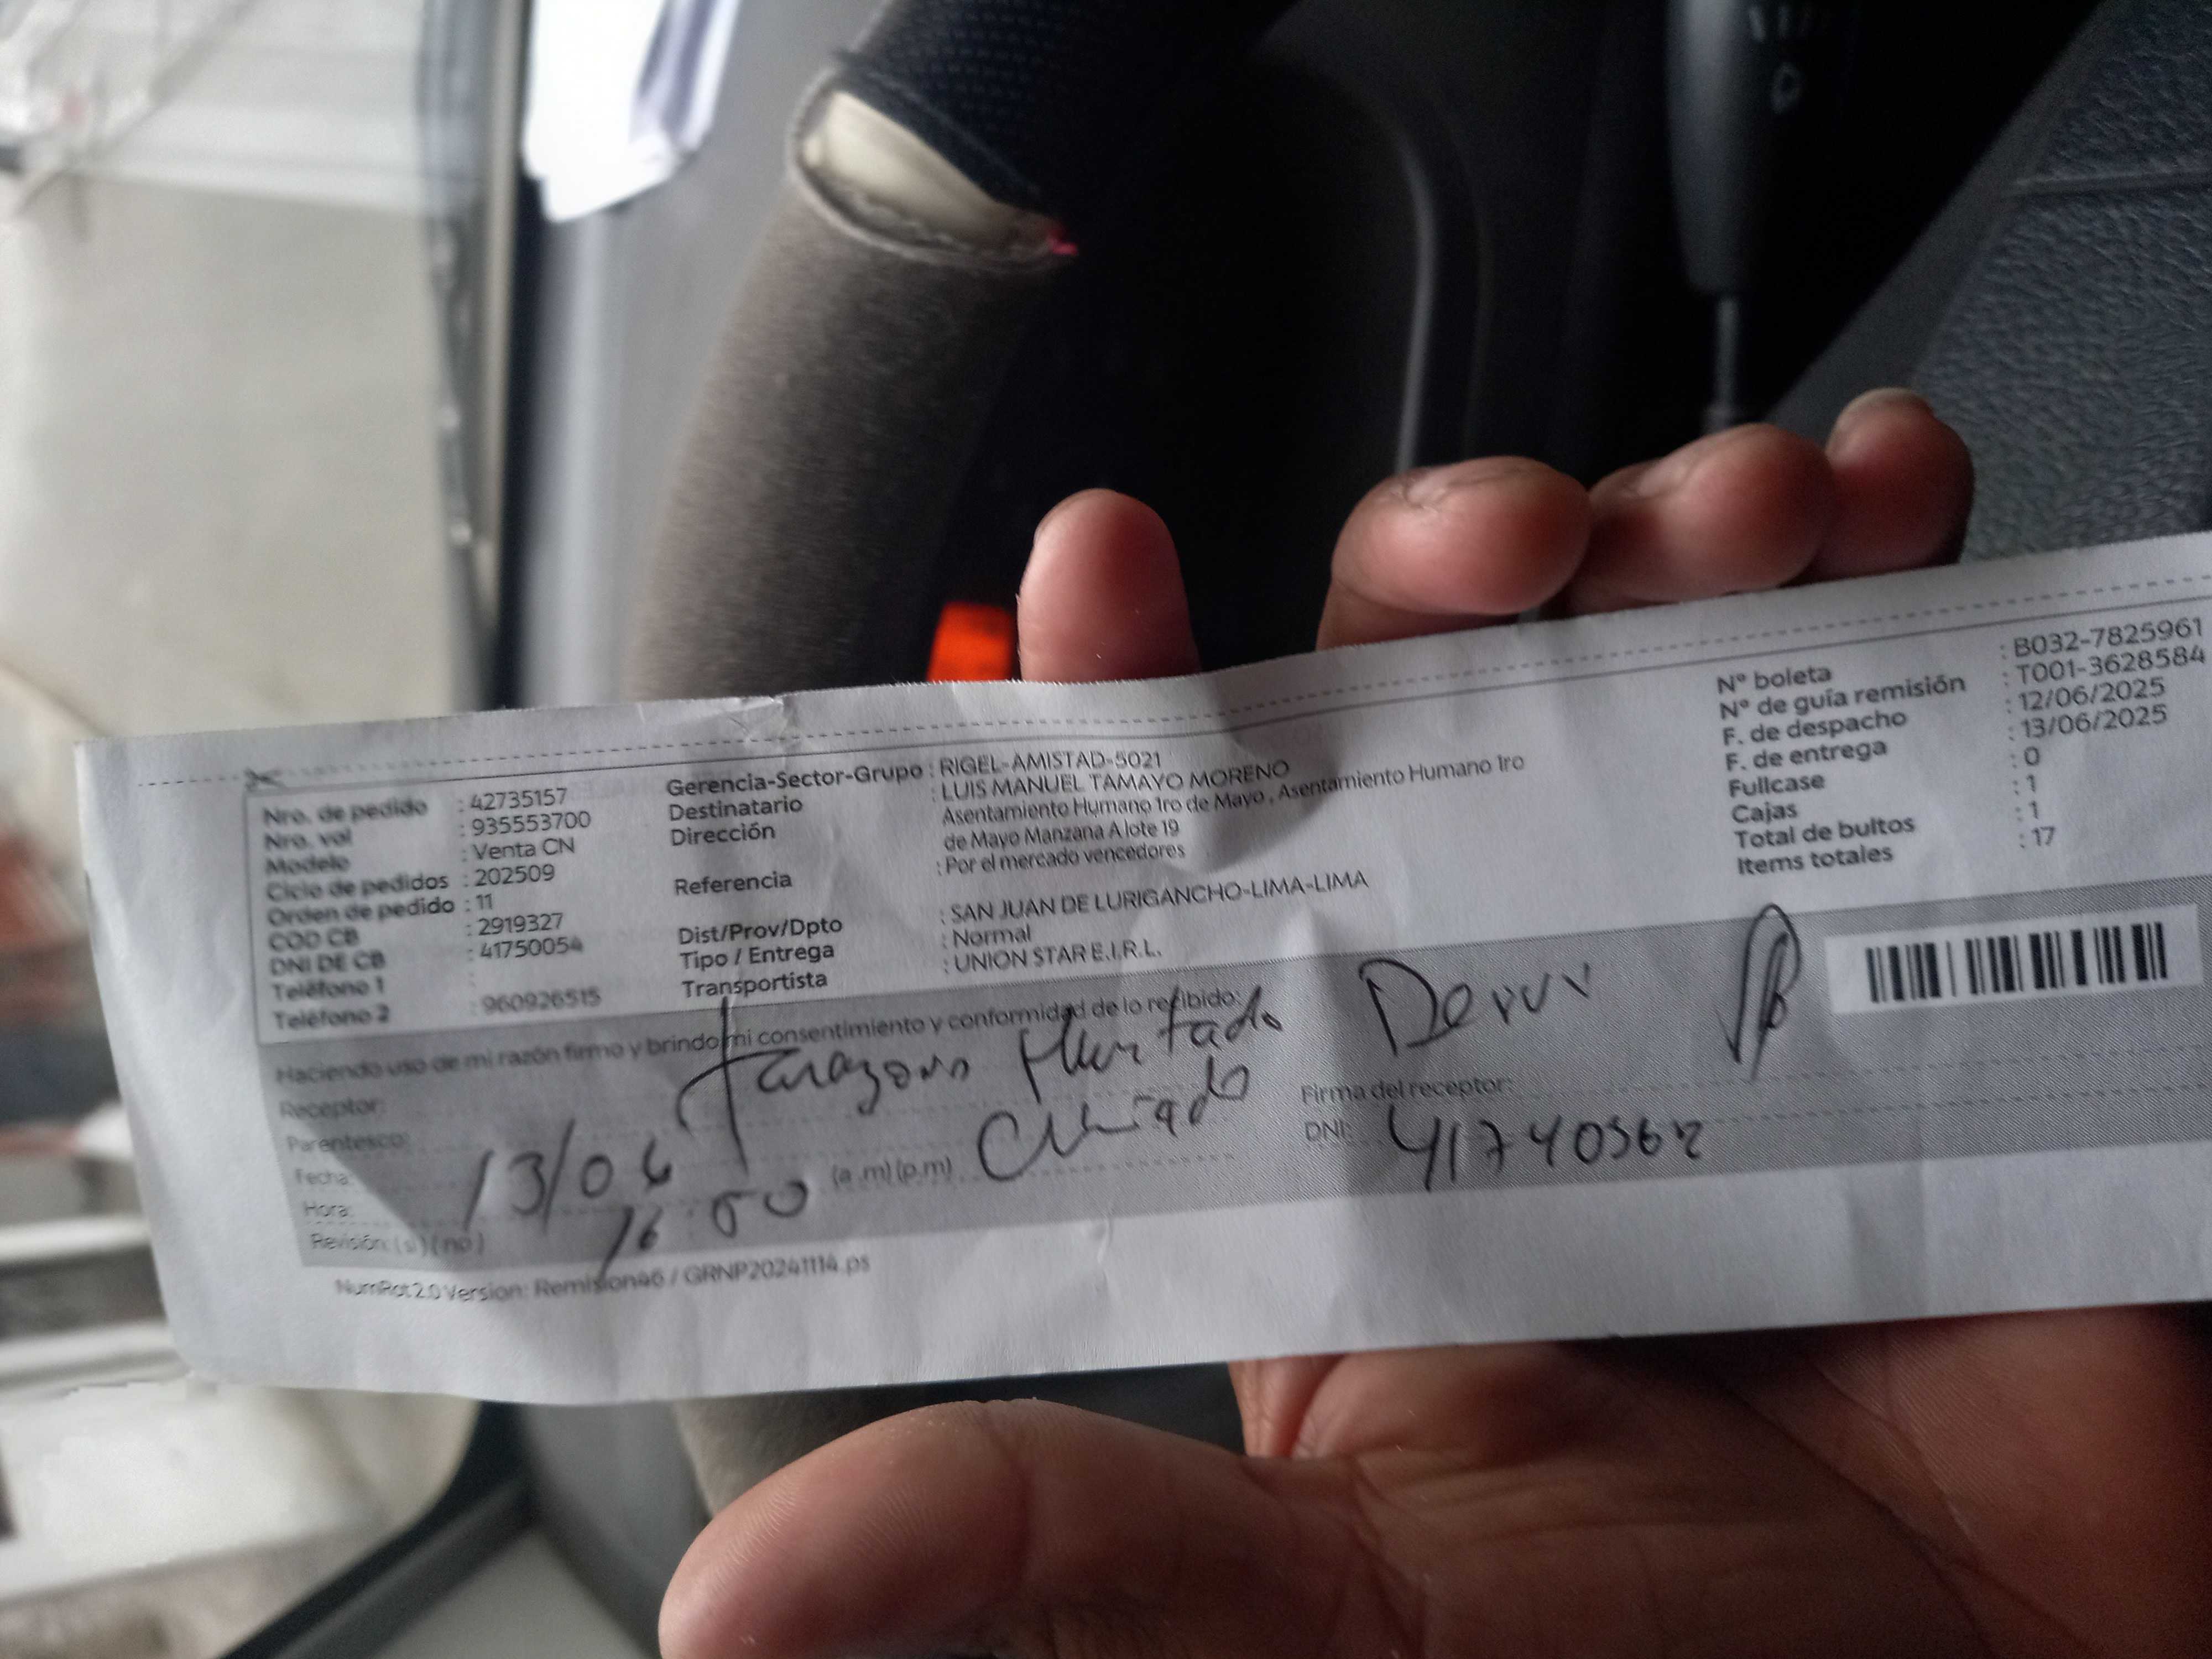 Nro. de pedido : 42735157
Nro. vol : 935553700
Modelo : Venta CN
Ciclo de pedidos : 202509
Orden de pedido : 11
COD CB : 2919327
DNI DE CB : 41750054
Teléfono 1 :
Teléfono 2 : 960926515
Gerencia-Sector-Grupo : RIGEL-AMISTAD-5021
Destinatario : LUIS MANUEL TAMAYO MORENO
Dirección Asentamiento Humano 1ro de Mayo , Asentamiento Humano 1ro
de Mayo Manzana A lote 19
Referencia : Por el mercado vencedores
Dist/Prov/Dpto : SAN JUAN DE LURIGANCHO-LIMA-LIMA
Tipo / Entrega : Normal
Transportista : UNION STAR E.I.R.L.
N° boleta : B032-7825961
N° de guía remisión : T001-3628584
F. de despacho : 12/06/2025
F. de entrega : 13/06/2025
Fullcase : 0
Cajas : 1
Total de bultos : 1
Items totales : 17
Haciendo uso de mi razón firmo y brindo mi consentimiento y conformidad de lo recibido:
Receptor: Hurtado
Parentesco:
Fecha: 13/06
Hora: 16:00 (a.m) (p.m)
Revisión: (si) (no)
Firma del receptor:
DNI: 41740562
NumRot2.0 Version: Remision46 / GRNP20241114.ps